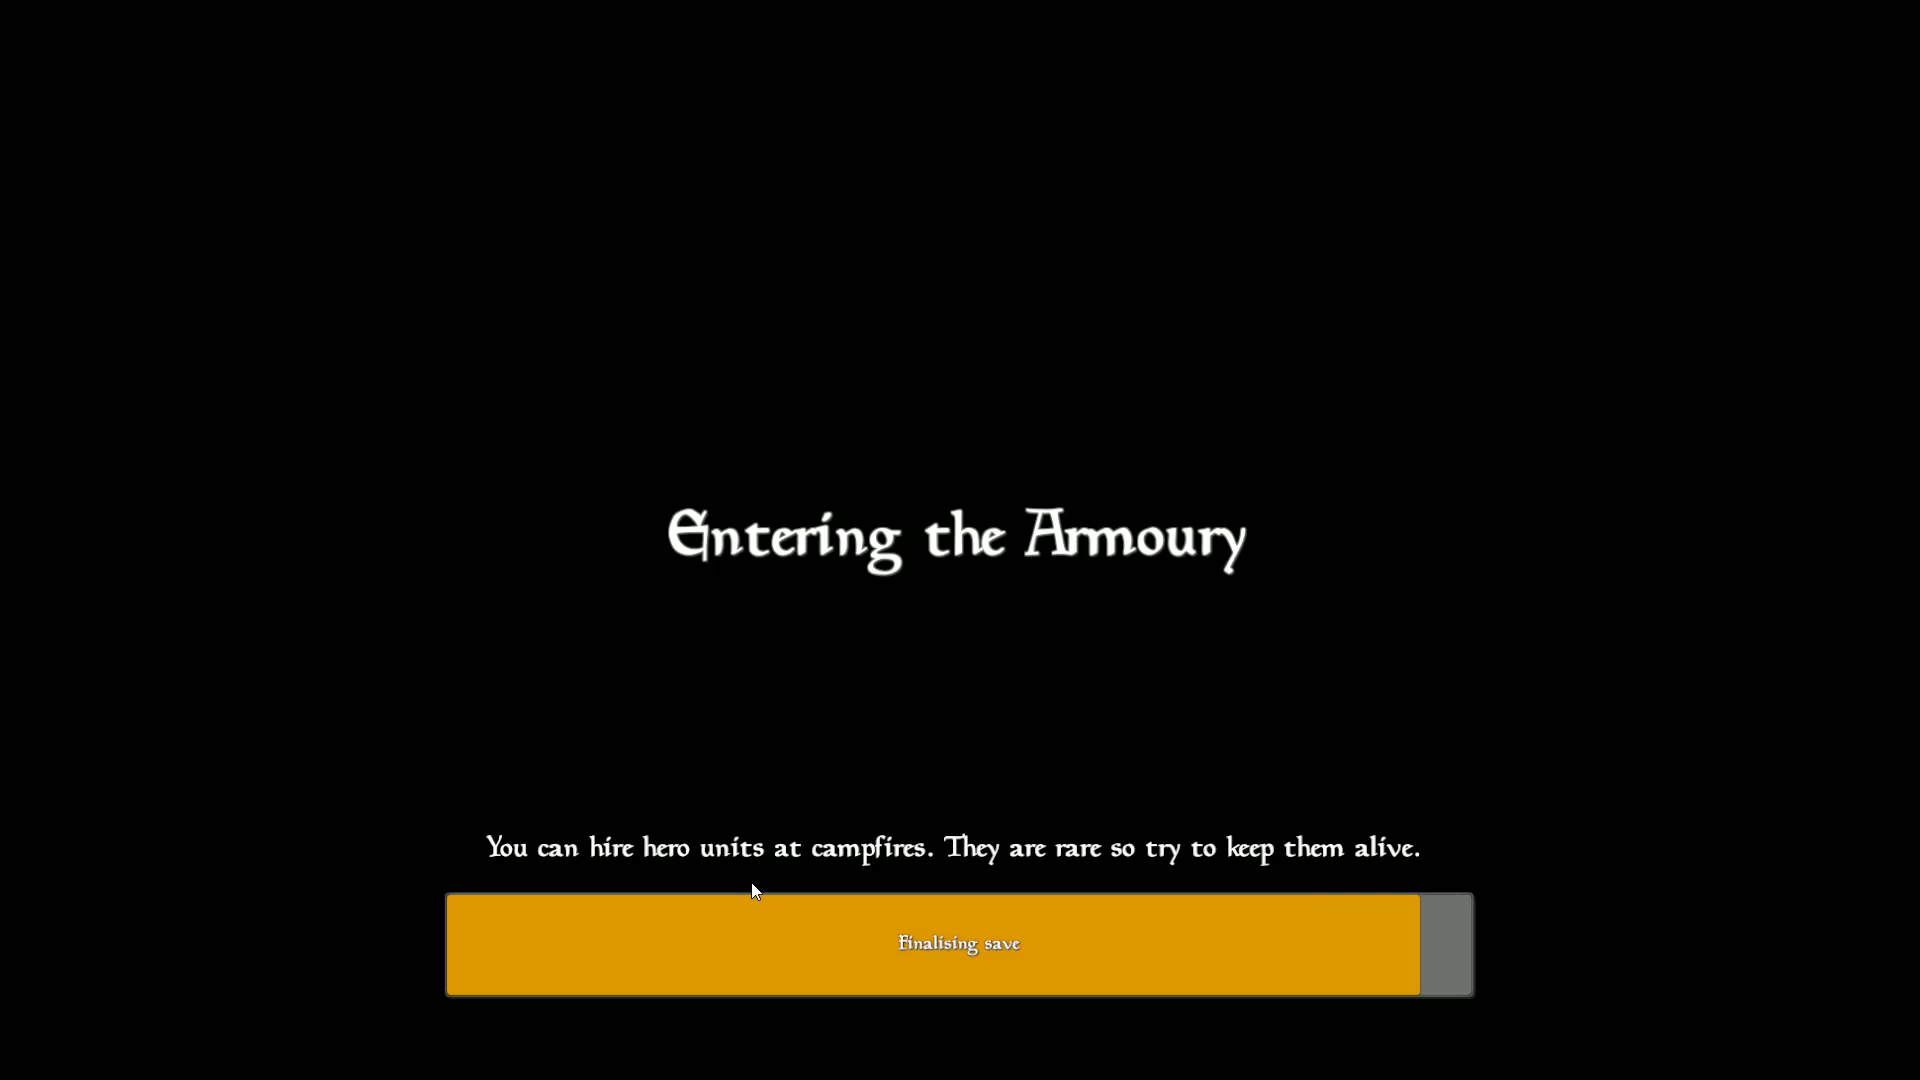 Entering the Armoury
You can hire hero units at campfires. They are rare so try to keep them alive.
Finalising save